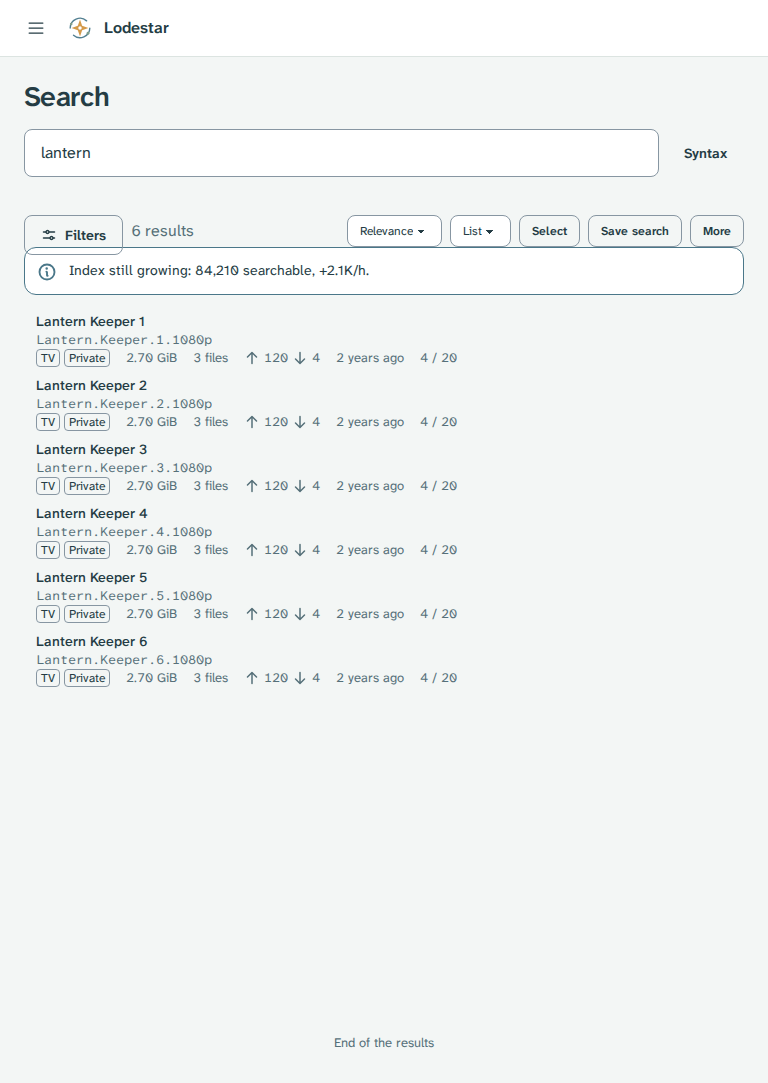 Lodestar
Search
lantern
Syntax
Filters 6 results Relevance List Select Save search More
Index still growing: 84,210 searchable, +2.1K/h.
Lantern Keeper 1
Lantern.Keeper.1.1080p
TV Private 2.70 GiB 3 files ↑ 120 ↓ 4 2 years ago 4 / 20
Lantern Keeper 2
Lantern.Keeper.2.1080p
TV Private 2.70 GiB 3 files ↑ 120 ↓ 4 2 years ago 4 / 20
Lantern Keeper 3
Lantern.Keeper.3.1080p
TV Private 2.70 GiB 3 files ↑ 120 ↓ 4 2 years ago 4 / 20
Lantern Keeper 4
Lantern.Keeper.4.1080p
TV Private 2.70 GiB 3 files ↑ 120 ↓ 4 2 years ago 4 / 20
Lantern Keeper 5
Lantern.Keeper.5.1080p
TV Private 2.70 GiB 3 files ↑ 120 ↓ 4 2 years ago 4 / 20
Lantern Keeper 6
Lantern.Keeper.6.1080p
TV Private 2.70 GiB 3 files ↑ 120 ↓ 4 2 years ago 4 / 20
End of the results